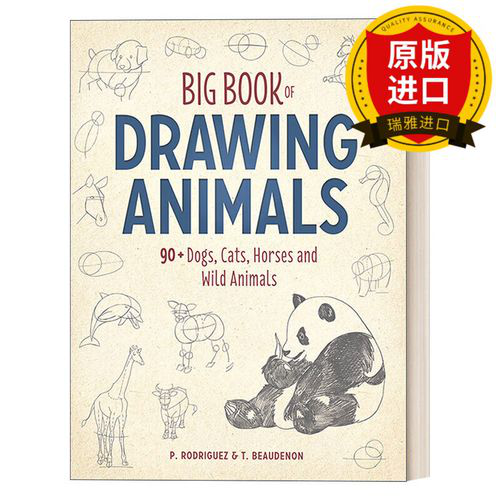 QUALITY ASSURANCE
原版
进口
瑞雅进口
BIG BOOK OF
DRAWING
ANIMALS
90+ Dogs, Cats, Horses and
Wild Animals
P. RODRIGUEZ & T. BEAUDENON